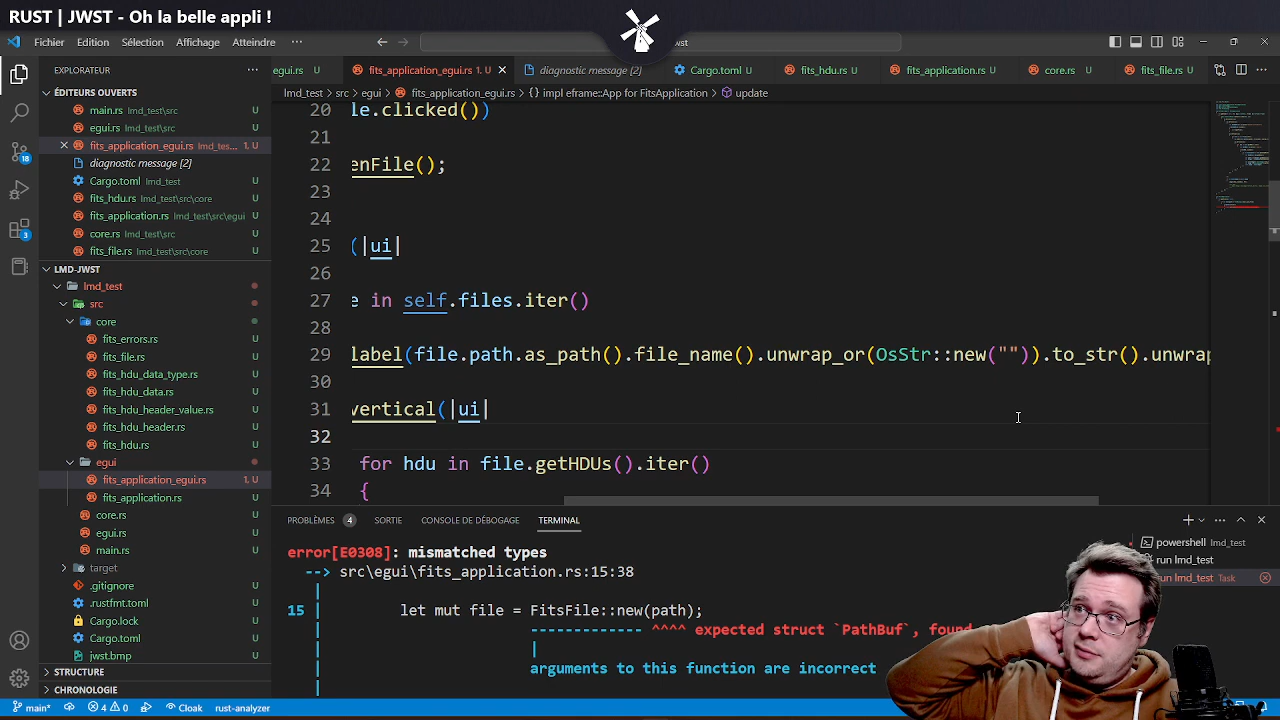 RUST | JWST - Oh la belle appli !
Fichier Edition Sélection Affichage Atteindre ··· wst
EXPLORATEUR ···
egui.rs U fits_application_egui.rs 1, U diagnostic message [2] Cargo.toml U fits_hdu.rs U fits_application.rs U core.rs U fits_file.rs U
lmd_test > src > egui > fits_application_egui.rs > {} impl eframe::App for FitsApplication > update
ÉDITEURS OUVERTS
main.rs lmd_test\src U
egui.rs lmd_test\src U
fits_application_egui.rs lmd_tes... 1, U
diagnostic message [2]
Cargo.toml lmd_test U
fits_hdu.rs lmd_test\src\core U
fits_application.rs lmd_test\src\egui U
core.rs lmd_test\src U
fits_file.rs lmd_test\src\core U
18
3
LMD-JWST
lmd_test
src
core
fits_errors.rs U
fits_file.rs U
fits_hdu_data_type.rs U
fits_hdu_data.rs U
fits_hdu_header_value.rs U
fits_hdu_header.rs U
fits_hdu.rs U
egui
fits_application_egui.rs 1, U
fits_application.rs U
core.rs U
egui.rs U
main.rs U
target
.gitignore U
.rustfmt.toml U
Cargo.lock U
Cargo.toml U
jwst.bmp U
STRUCTURE
CHRONOLOGIE
20 le.clicked())
21
22 enFile();
23
24
25 (|ui|
26
27 e in self.files.iter()
28
29 label(file.path.as_path().file_name().unwrap_or(OsStr::new("")).to_str().unwrap
30
31 vertical(|ui|
32
33 for hdu in file.getHDUs().iter()
34 {
PROBLÈMES 4 SORTIE CONSOLE DE DÉBOGAGE TERMINAL
powershell lmd_test
run lmd_test
run lmd_test Task
error[E0308]: mismatched types
--> src\egui\fits_application.rs:15:38
|
15 | let mut file = FitsFile::new(path);
| ------------- ^^^^ expected struct `PathBuf`, found
| |
| arguments to this function are incorrect
|
main* 4 0 Cloak rust-analyzer